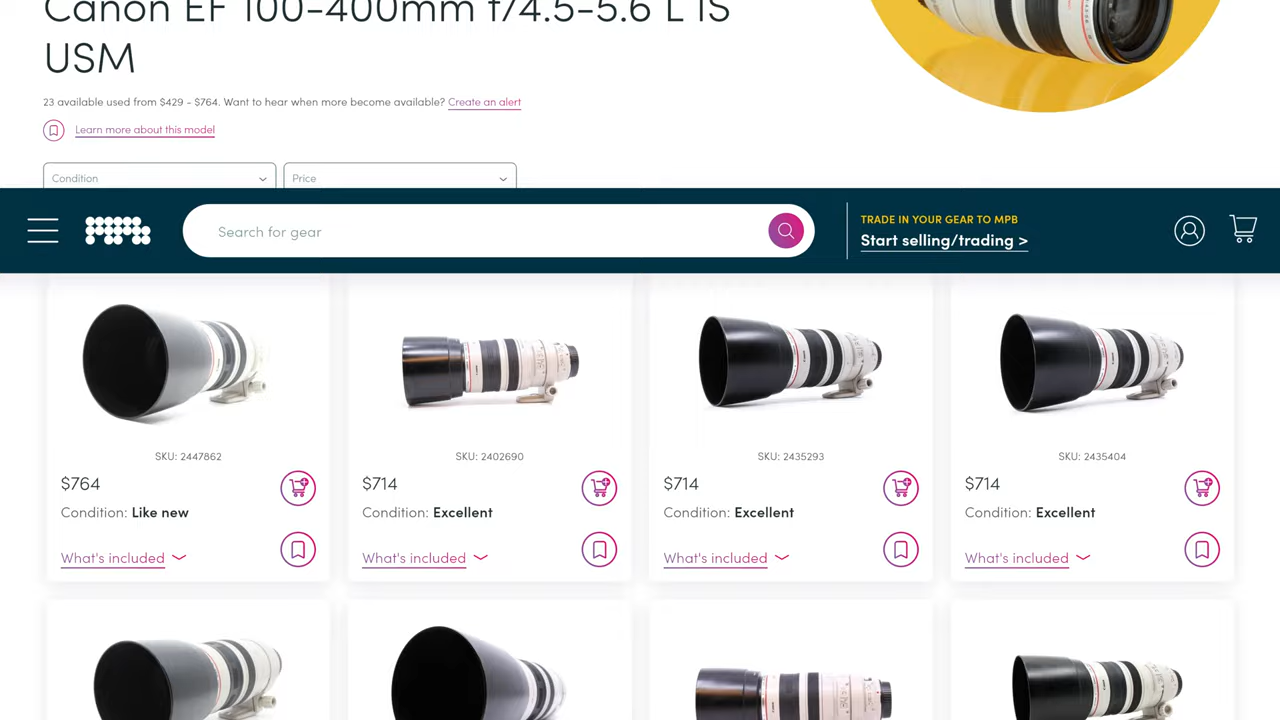 Canon EF 100-400mm f/4.5-5.6 L IS
USM
23 available used from $429 - $764. Want to hear when more become available? Create an alert
Learn more about this model
Condition
Price
mpb
Search for gear
TRADE IN YOUR GEAR TO MPB
Start selling/trading >
SKU: 2447862
SKU: 2402690
SKU: 2435293
SKU: 2435404
$764
$714
$714
$714
Condition: Like new
Condition: Excellent
Condition: Excellent
Condition: Excellent
What's included
What's included
What's included
What's included